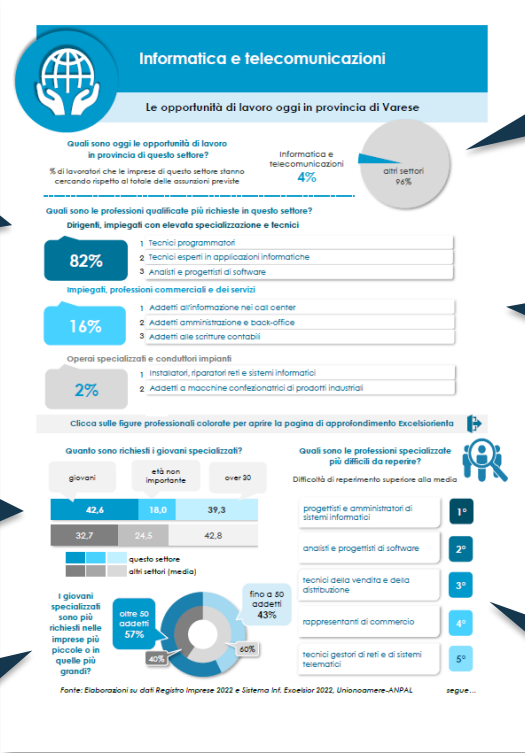 Informatica e telecomunicazioni
Le opportunità di lavoro oggi in provincia di Varese
Quali sono oggi le opportunità di lavoro
in provincia di questo settore?
% di lavoratori che le imprese di questo settore stanno
cercando rispetto al totale delle assunzioni previste
Informatica e
telecomunicazioni
4%
altri settori
96%
Quali sono le professioni qualificate più richieste in questo settore?
Dirigenti, impiegati con elevata specializzazione e tecnici
82%
1 Tecnici programmatori
2 Tecnici esperti in applicazioni informatiche
3 Analisti e progettisti di software
Impiegati, professioni commerciali e dei servizi
16%
1 Addetti all'informazione nei call center
2 Addetti amministrazione e back-office
3 Addetti alle scritture contabili
Operai specializzati e conduttori impianti
2%
1 Installatori, riparatori reti e sistemi informatici
2 Addetti a macchine confezionatrici di prodotti industriali
Clicca sulle figure professionali colorate per aprire la pagina di approfondimento Excelsiorienta
Quanto sono richiesti i giovani specializzati?
giovani
età non
importante
over 30
42,6 18,0 39,3
32,7 24,5 42,8
questo settore
altri settori (media)
I giovani
specializzati
sono più
richiesti nelle
imprese più
piccole o in
quelle più
grandi?
oltre 50
addetti
57%
fino a 50
addetti
43%
40%
60%
Quali sono le professioni specializzate
più difficili da reperire?
Difficoltà di reperimento superiore alla media
progettisti e amministratori di
sistemi informatici
1°
analisti e progettisti di software
2°
tecnici della vendita e della
distribuzione
3°
rappresentanti di commercio
4°
tecnici gestori di reti e di sistemi
telematici
5°
Fonte: Elaborazioni su dati Registro Imprese 2022 e Sistema Inf. Excelsior 2022, Unionoamere-ANPAL
segue...